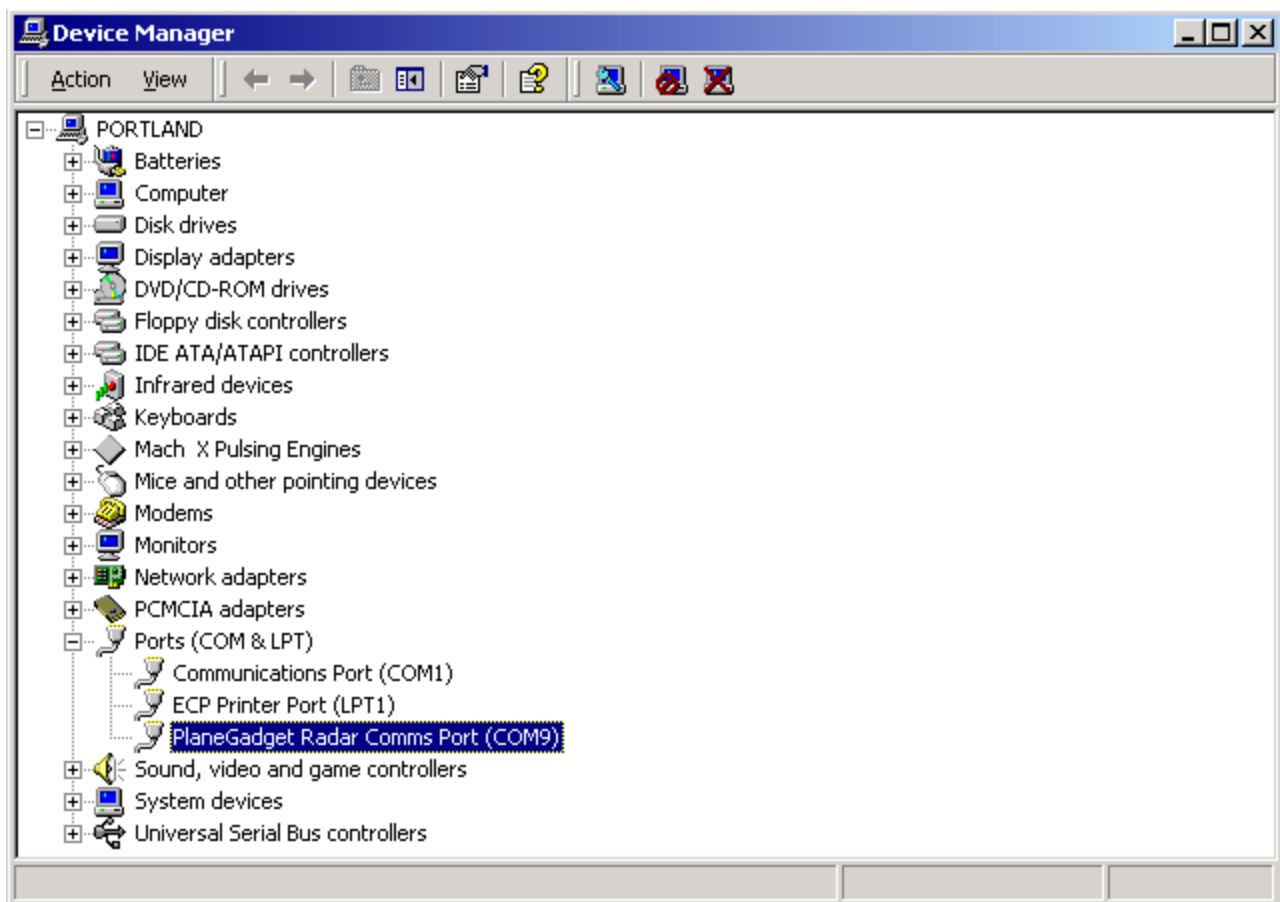 Device Manager
Action View
PORTLAND
Batteries
Computer
Disk drives
Display adapters
DVD/CD-ROM drives
Floppy disk controllers
IDE ATA/ATAPI controllers
Infrared devices
Keyboards
Mach  X Pulsing Engines
Mice and other pointing devices
Modems
Monitors
Network adapters
PCMCIA adapters
Ports (COM & LPT)
Communications Port (COM1)
ECP Printer Port (LPT1)
PlaneGadget Radar Comms Port (COM9)
Sound, video and game controllers
System devices
Universal Serial Bus controllers